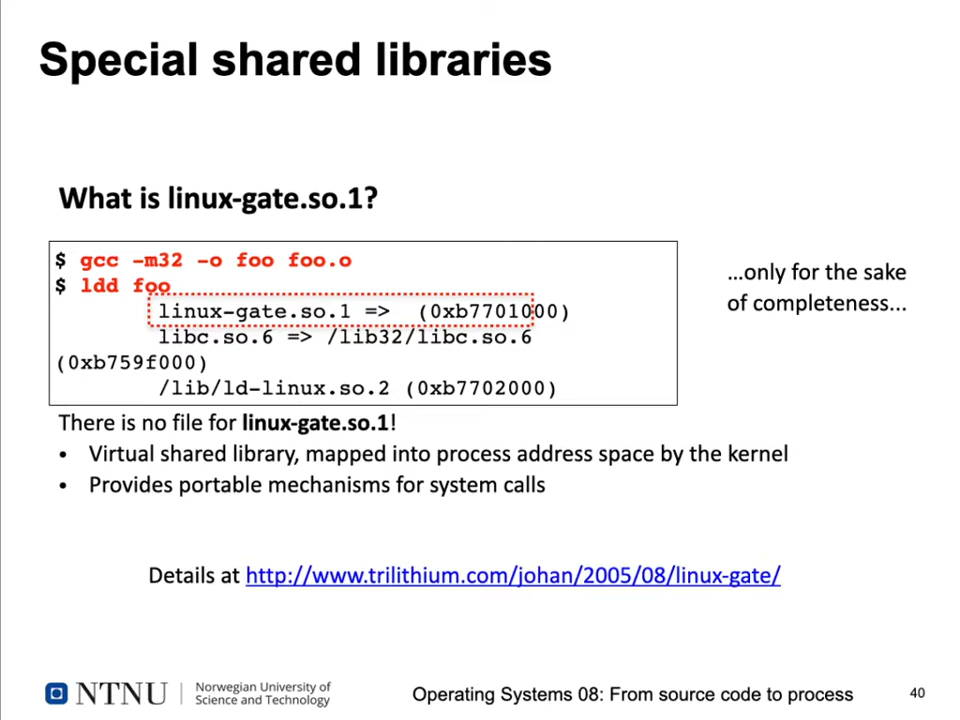 Special shared libraries
What is linux-gate.so.1?
$ gcc -m32 -o foo foo.o
$ ldd foo
linux-gate.so.1 => (0xb7701000)
libc.so.6 => /lib32/libc.so.6
(0xb759f000)
/lib/ld-linux.so.2 (0xb7702000)
…only for the sake
of completeness...
There is no file for linux-gate.so.1!
• Virtual shared library, mapped into process address space by the kernel
• Provides portable mechanisms for system calls
Details at http://www.trilithium.com/johan/2005/08/linux-gate/
NTNU
Norwegian University of
Science and Technology
Operating Systems 08: From source code to process
40